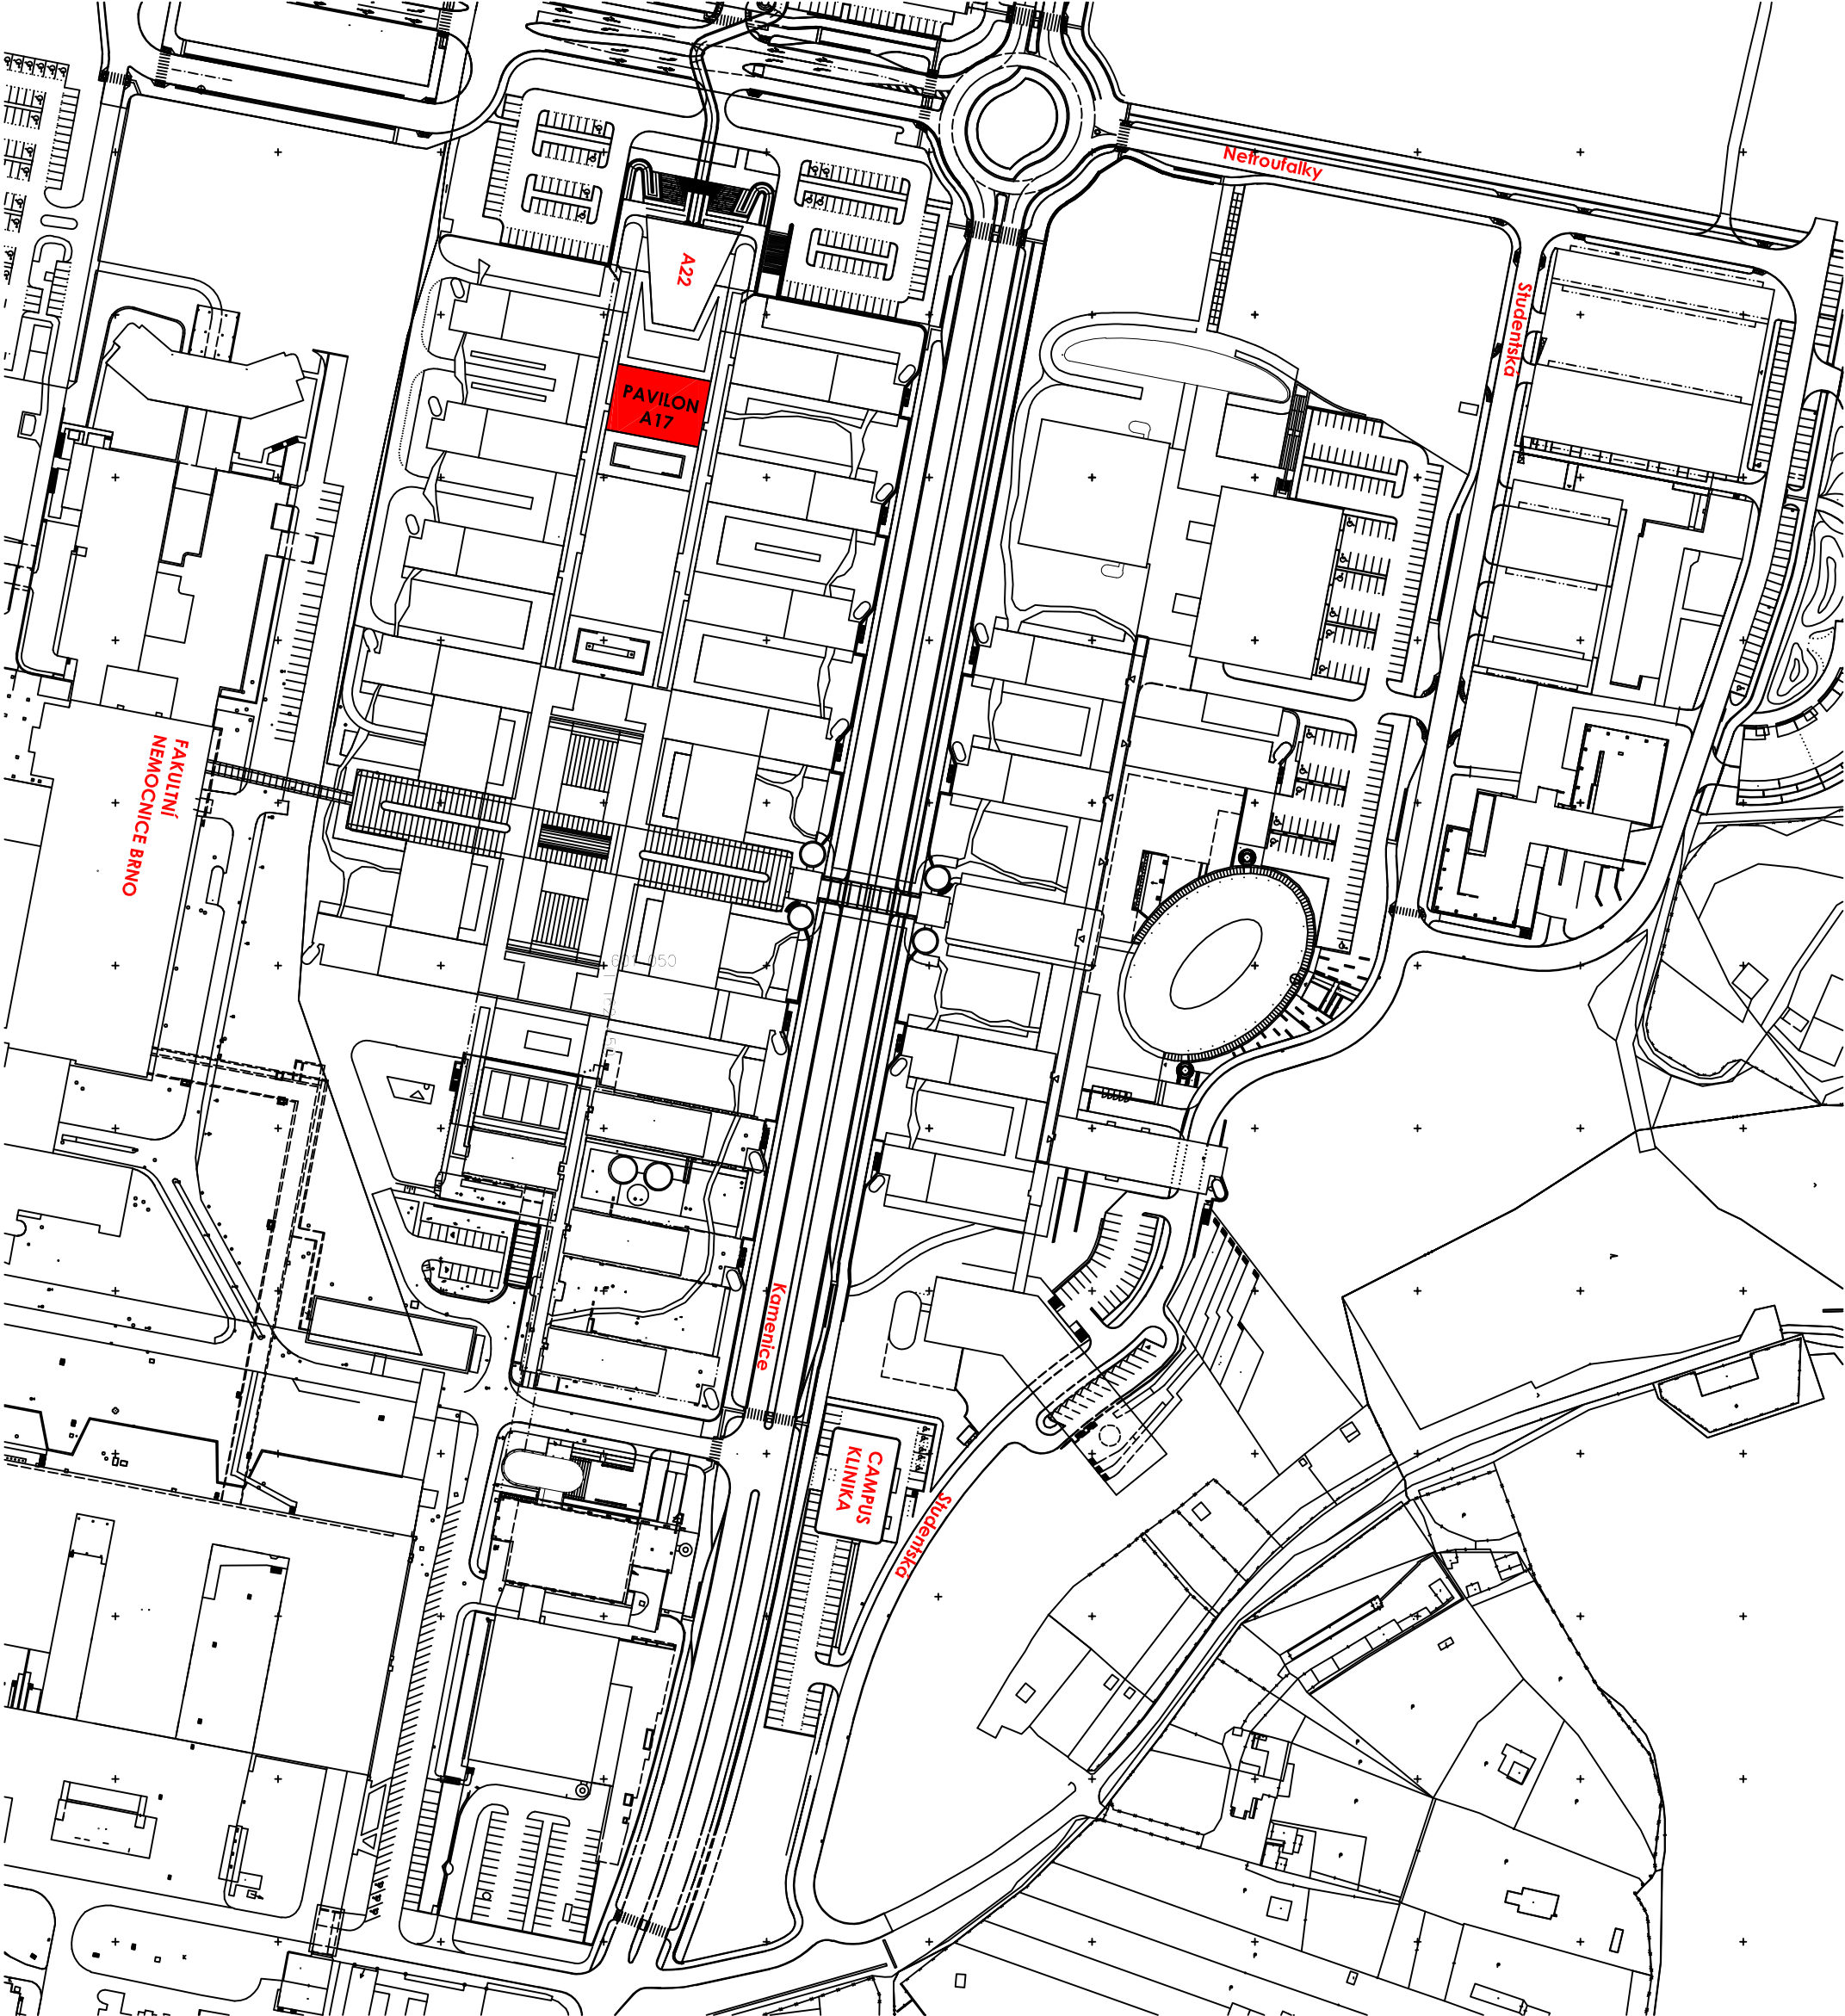 Netroufalky
A22
Studentská
PAVILON
A17
FAKULTNÍ
NEMOCNICE BRNO
Kamenice
CAMPUS
KLINIKA
Studentská